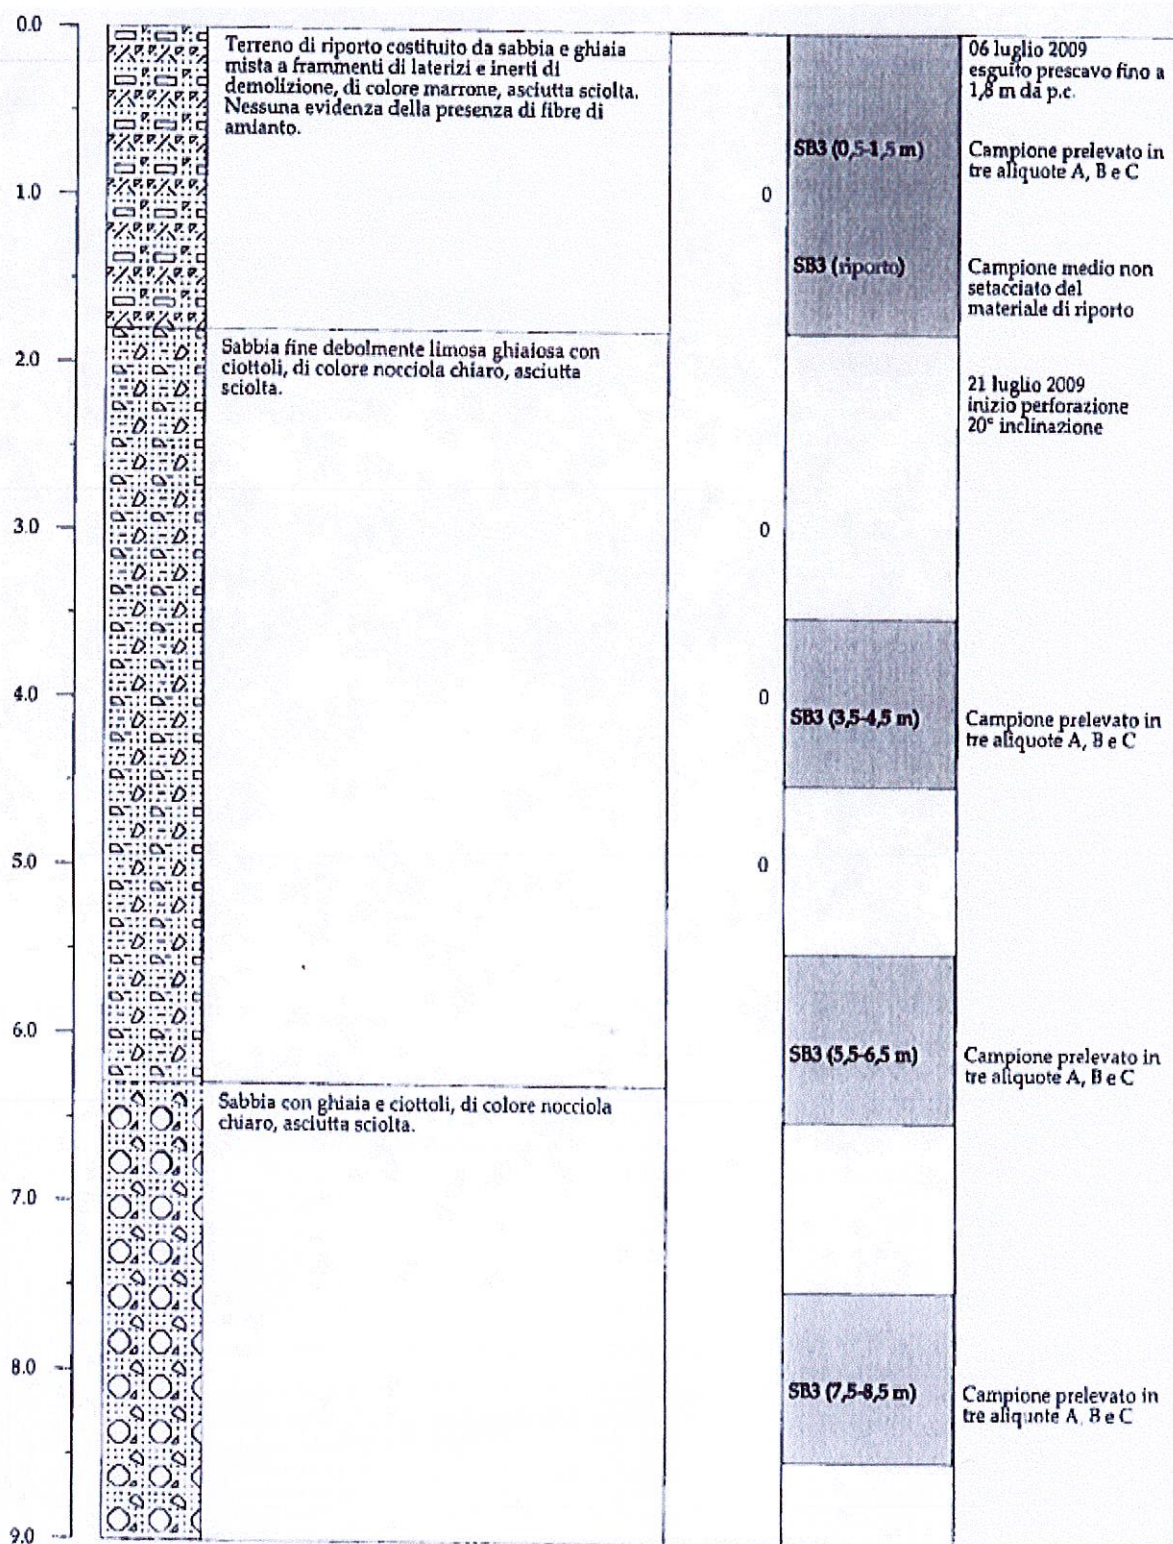 0.0
Terreno di riporto costituito da sabbia e ghiaia
mista a frammenti di laterizi e inerti di
demolizione, di colore marrone, asciutta sciolta.
Nessuna evidenza della presenza di fibre di
amianto.
06 luglio 2009
esguito prescavo fino a
1,8 m da p.c.
SB3 (0,5-1,5 m)
Campione prelevato in
tre aliquote A, B e C
1.0
0
SB3 (riporto)
Campione medio non
setacciato del
materiale di riporto
2.0
Sabbia fine debolmente limosa ghiaiosa con
ciottoli, di colore nocciola chiaro, asciutta
sciolta.
21 luglio 2009
inizio perforazione
20° inclinazione
3.0
0
4.0
0
SB3 (3,5-4,5 m)
Campione prelevato in
tre aliquote A, B e C
5.0
0
6.0
SB3 (5,5-6,5 m)
Campione prelevato in
tre aliquote A, B e C
Sabbia con ghiaia e ciottoli, di colore nocciola
chiaro, asciutta sciolta.
7.0
8.0
SB3 (7,5-8,5 m)
Campione prelevato in
tre aliquote A, B e C
9.0